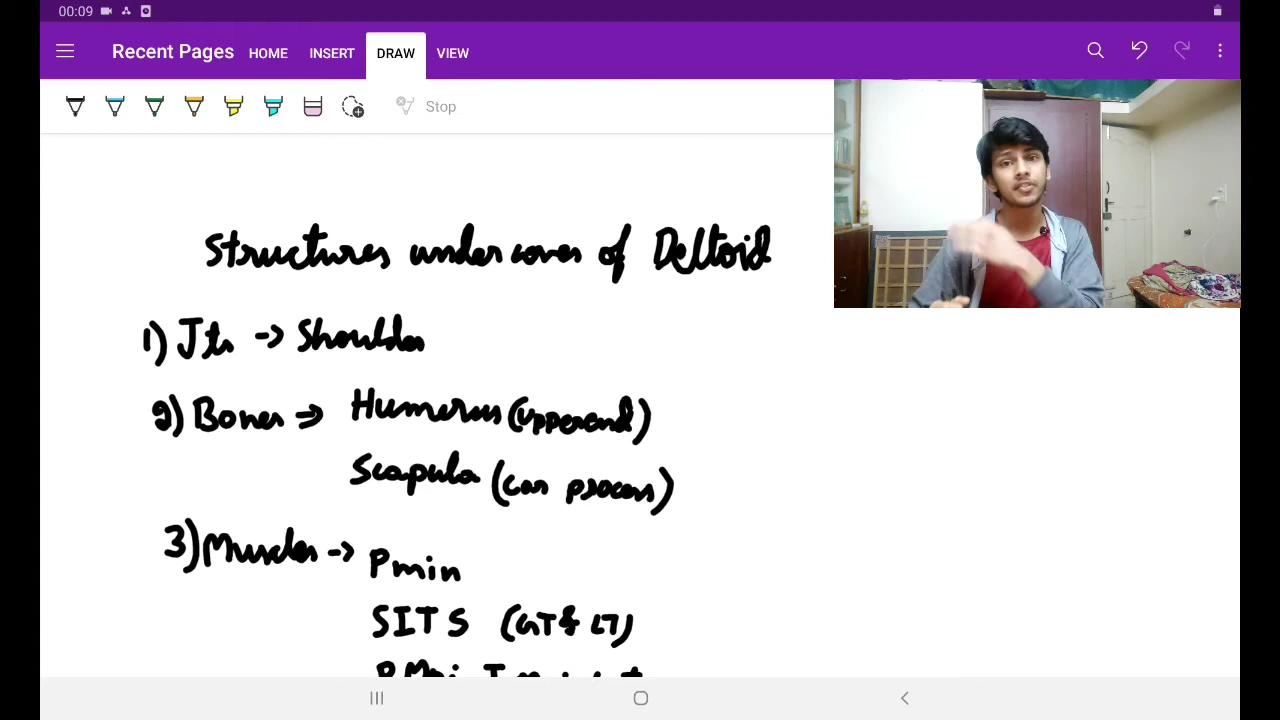 00:09
Recent Pages HOME INSERT DRAW VIEW
Stop
Structures under cover of Deltoid
1) Jts -> Shoulder
2) Bones => Humerus (upper end)
Scapula (cor process)
3) Muscles -> Pmin
SITS (GT & LT)